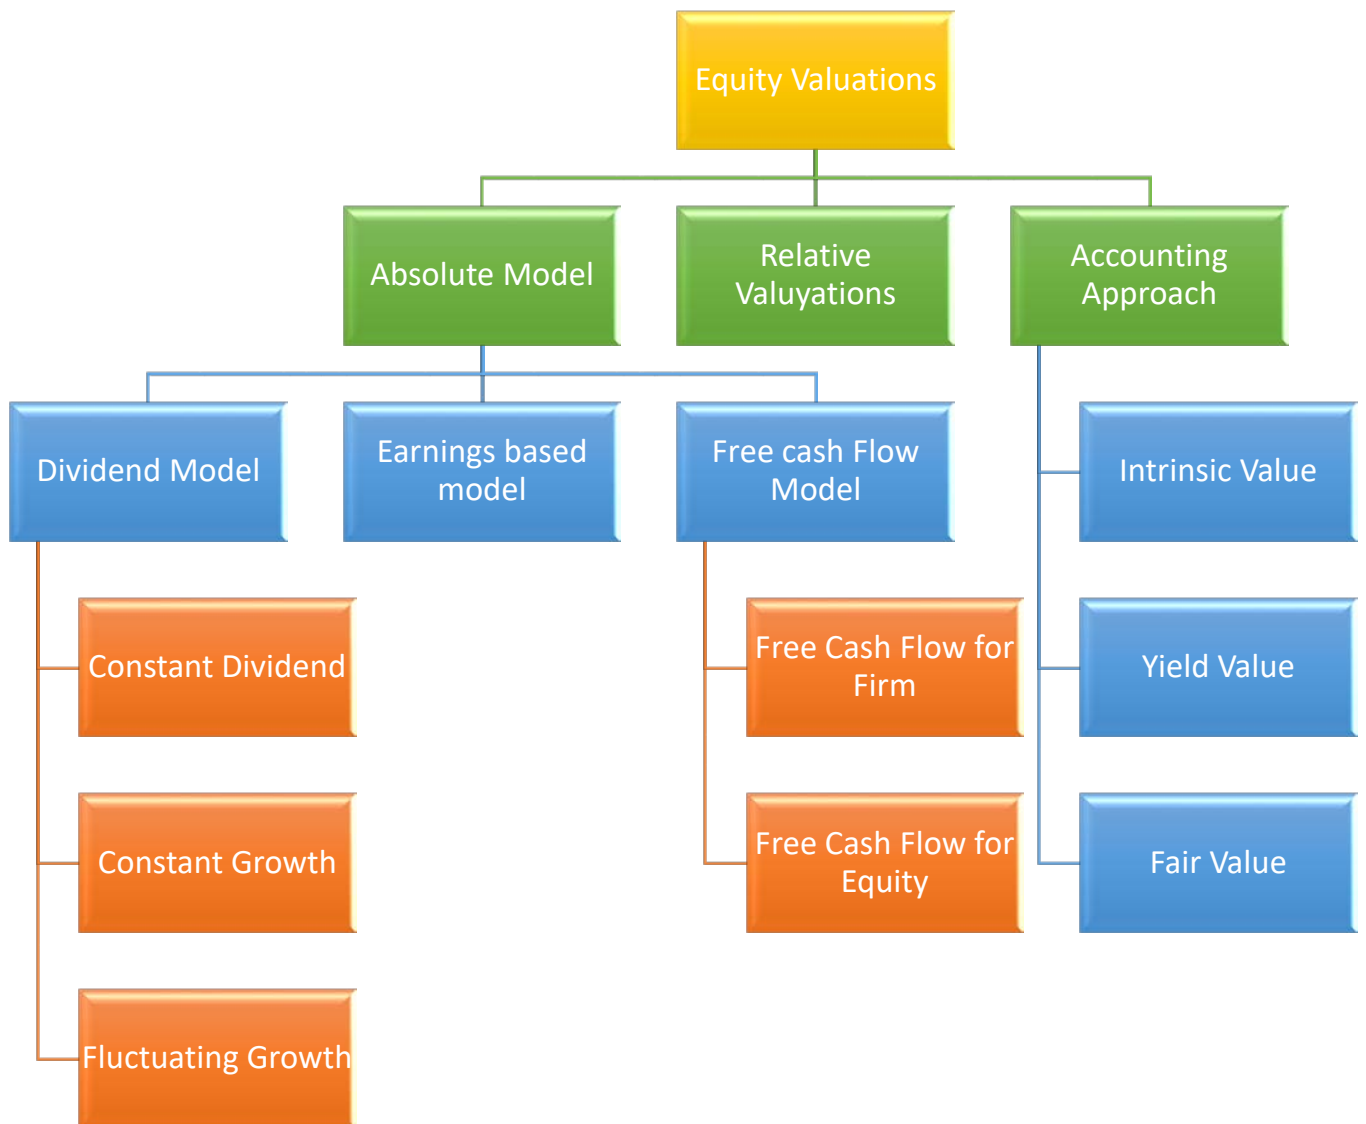 Equity Valuations
Absolute Model
Relative
Valuyations
Accounting
Approach
Dividend Model
Earnings based
model
Free cash Flow
Model
Intrinsic Value
Constant Dividend
Free Cash Flow for
Firm
Yield Value
Constant Growth
Free Cash Flow for
Equity
Fair Value
Fluctuating Growth